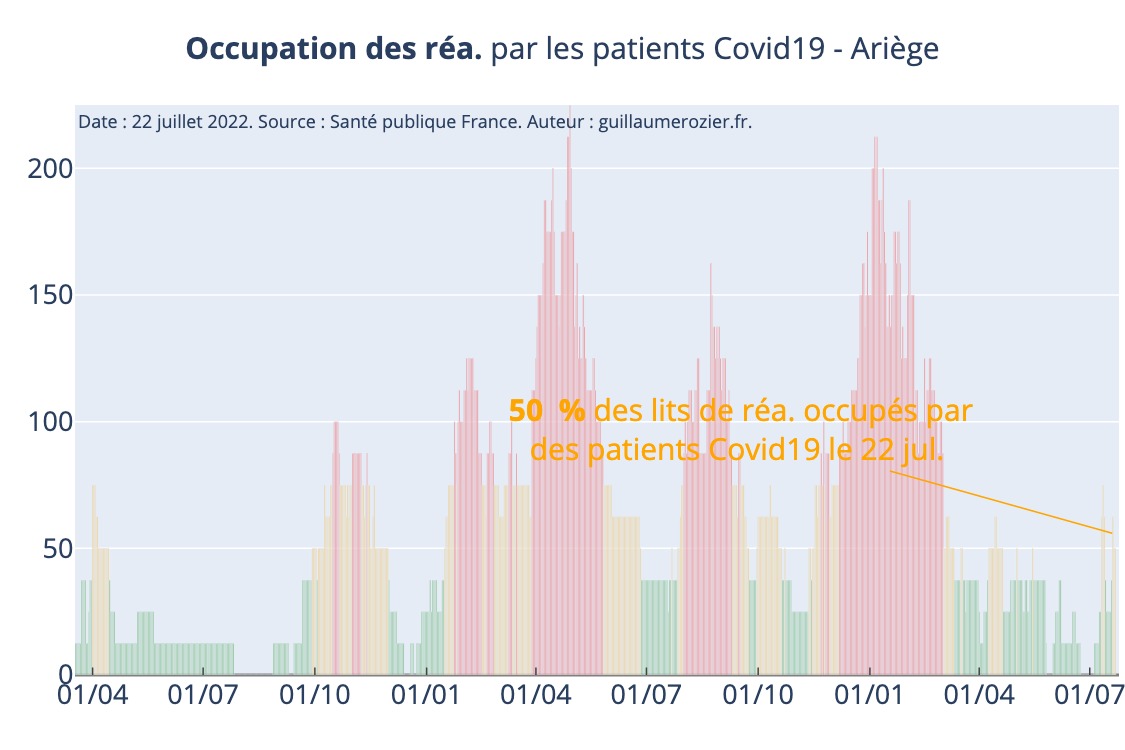 Occupation des réa. par les patients Covid19 - Ariège
Date : 22 juillet 2022. Source : Santé publique France. Auteur : guillaumerozier.fr.
200
150
100
50
0
50 % des lits de réa. occupés par
des patients Covid19 le 22 jul.
01/04 01/07 01/10 01/01 01/04 01/07 01/10 01/01 01/04 01/07